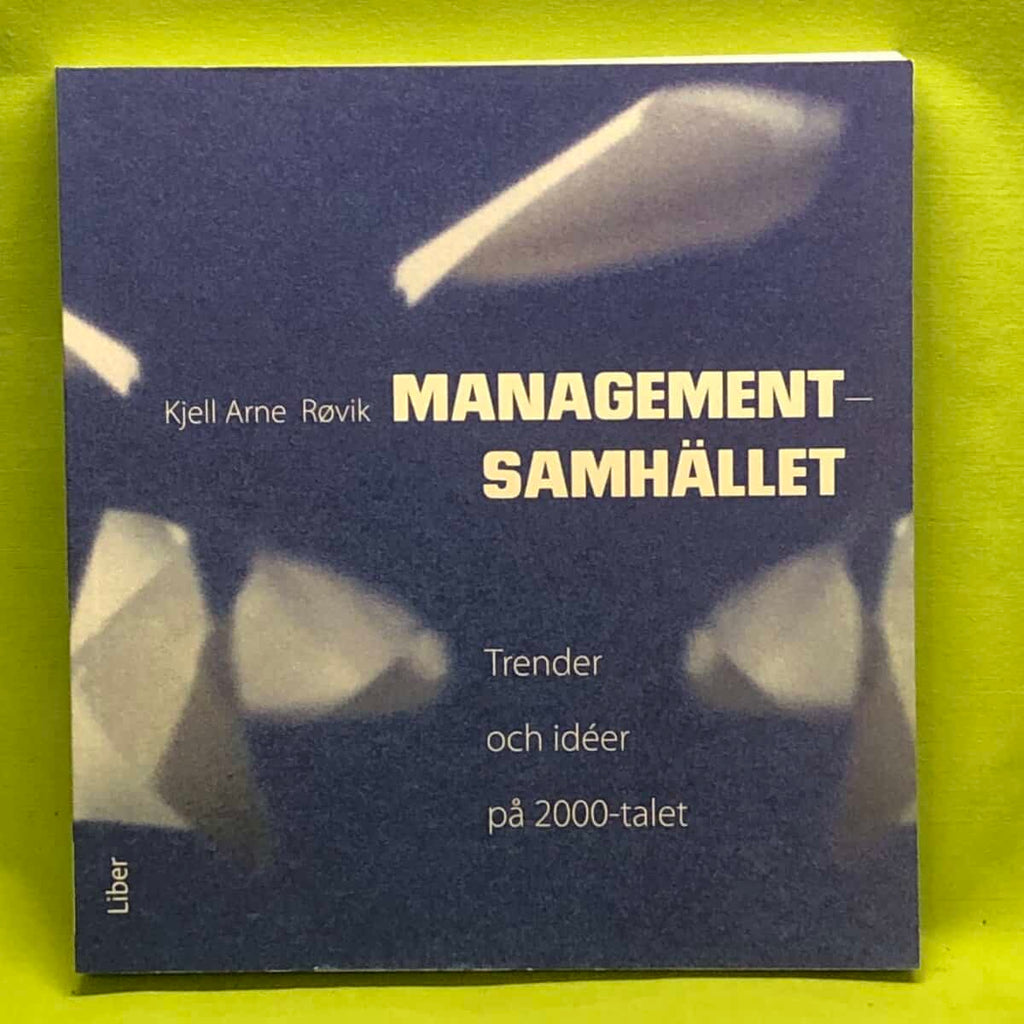 Kjell Arne Røvik
MANAGEMENT–
SAMHÄLLET
Trender
och idéer
på 2000-talet
Liber